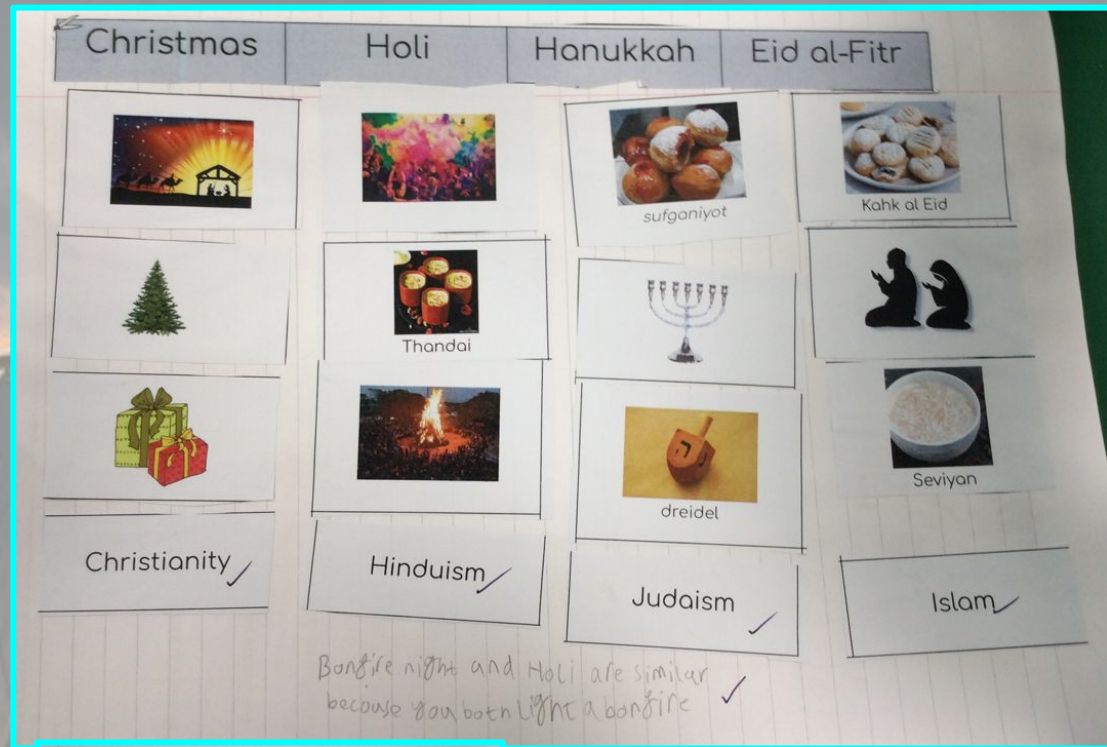 Christmas Holi Hanukkah Eid al-Fitr
sufganiyot
Kahk al Eid
Thandai
Seviyan
dreidel
Christianity
Hinduism
Judaism
Islam
Bonfire night and Holi are similar
becouse you both Light a bonfire